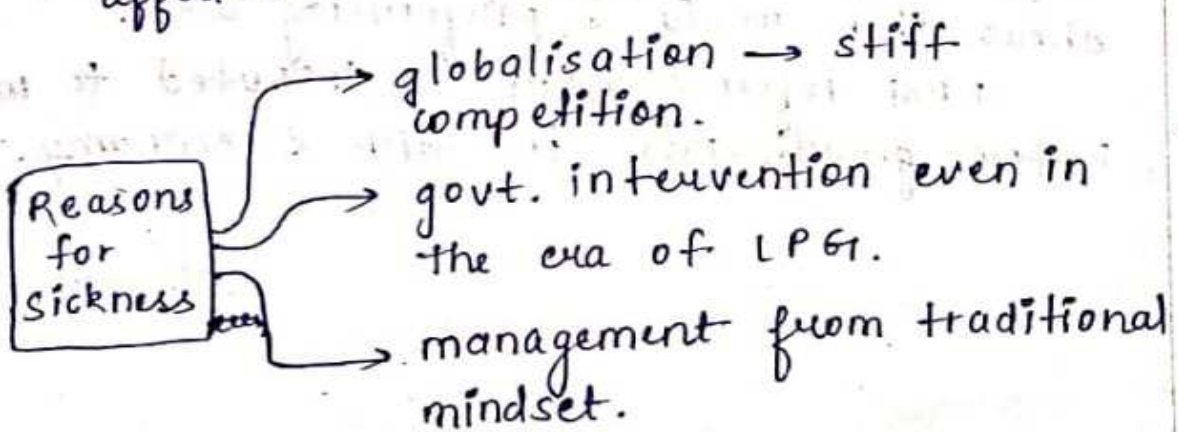 globalisation → stiff
competition.
Reasons
for
Sickness
govt. intervention even in
the era of LPG.
management from traditional
mindset.